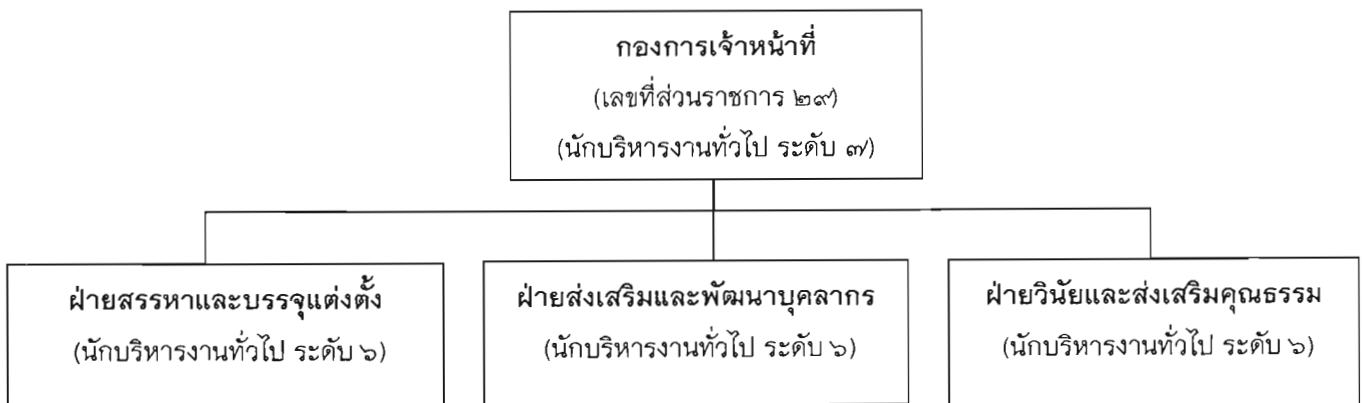 กองการเจ้าหน้าที่
(เลขที่ส่วนราชการ ๒๙)
(นักบริหารงานทั่วไป ระดับ ๗)
ฝ่ายสรรหาและบรรจุแต่งตั้ง
(นักบริหารงานทั่วไป ระดับ ๖)
ฝ่ายส่งเสริมและพัฒนาบุคลากร
(นักบริหารงานทั่วไป ระดับ ๖)
ฝ่ายวินัยและส่งเสริมคุณธรรม
(นักบริหารงานทั่วไป ระดับ ๖)